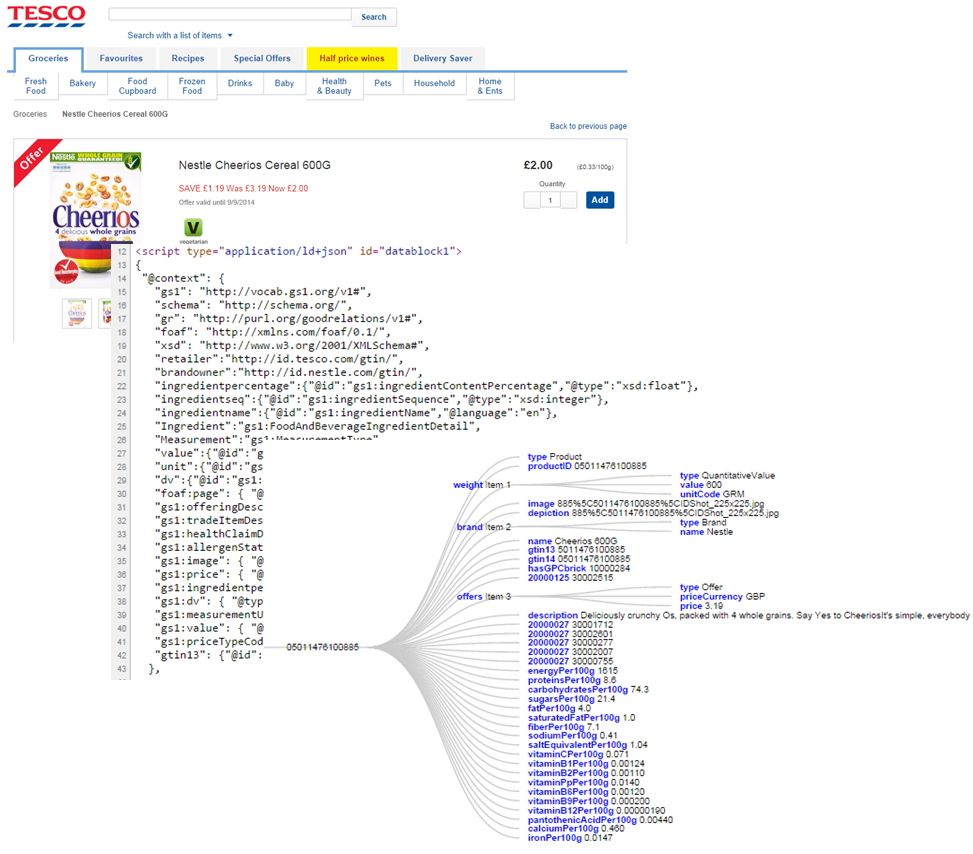 TESCO
Search
Search with a list of items
Groceries Favourites Recipes Special Offers Half price wines Delivery Saver
Fresh Food Bakery Food Cupboard Frozen Food Drinks Baby Health & Beauty Pets Household Home & Ents
Groceries Nestle Cheerios Cereal 600G
Back to previous page
Offer
Nestle WHOLE GRAIN GUARANTEED!
Cheerios
4 delicious whole grains
Nestle Cheerios Cereal 600G
£2.00 (£0.33/100g)
SAVE £1.19 Was £3.19 Now £2.00
Offer valid until 9/9/2014
Quantity
1 Add
V
vegetarian
12 <script type="application/ld+json" id="datablock1">
13 {
14 "@context": {
15 "gs1": "http://vocab.gs1.org/v1#",
16 "schema": "http://schema.org/",
17 "gr": "http://purl.org/goodrelations/v1#",
18 "foaf": "http://xmlns.com/foaf/0.1/",
19 "xsd": "http://www.w3.org/2001/XMLSchema#",
20 "retailer":"http://id.tesco.com/gtin/",
21 "brandowner":"http://id.nestle.com/gtin/",
22 "ingredientpercentage":{"@id":"gs1:ingredientContentPercentage","@type":"xsd:float"},
23 "ingredientseq":{"@id":"gs1:ingredientSequence","@type":"xsd:integer"},
24 "ingredientname":{"@id":"gs1:ingredientName","@language":"en"},
25 "Ingredient":"gs1:FoodAndBeverageIngredientDetail",
26 "Measurement":"gs1:MeasurementType"
27 "value":{"@id":"g
28 "unit":{"@id":"gs
29 "dv":{"@id":"gs1:
30 "foaf:page": { "@
31 "gs1:offeringDesc
32 "gs1:tradeItemDes
33 "gs1:healthClaimD
34 "gs1:allergenStat
35 "gs1:image": { "@
36 "gs1:price": { "@
37 "gs1:ingredientpe
38 "gs1:dv": { "@typ
39 "gs1:measurementU
40 "gs1:value": { "@
41 "gs1:priceTypeCod
42 "gtin13": {"@id":
43 },
05011476100885
type Product
productID 05011476100885
weight item 1
type QuantitativeValue
value 600
unitCode GRM
image 885%5C5011476100885%5CIDShot_225x225.jpg
depiction 885%5C5011476100885%5CIDShot_225x225.jpg
brand item 2
type Brand
name Nestle
name Cheerios 600G
gtin13 5011476100885
gtin14 05011476100885
hasGPCbrick 10000284
20000125 30002515
offers item 3
type Offer
priceCurrency GBP
price 3.19
description Deliciously crunchy Os, packed with 4 whole grains. Say Yes to CheeriosIt's simple, everybody
20000027 30001712
20000027 30002601
20000027 30000277
20000027 30002007
20000027 30000755
energyPer100g 1615
proteinsPer100g 8.6
carbohydratesPer100g 74.3
sugarsPer100g 21.4
fatPer100g 4.0
saturatedFatPer100g 1.0
fiberPer100g 7.1
sodiumPer100g 0.41
saltEquivalentPer100g 1.04
vitaminCPer100g 0.071
vitaminB1Per100g 0.00124
vitaminB2Per100g 0.00110
vitaminPpPer100g 0.0140
vitaminB6Per100g 0.00120
vitaminB9Per100g 0.000200
vitaminB12Per100g 0.00000190
pantothenicAcidPer100g 0.00440
calciumPer100g 0.460
ironPer100g 0.0147